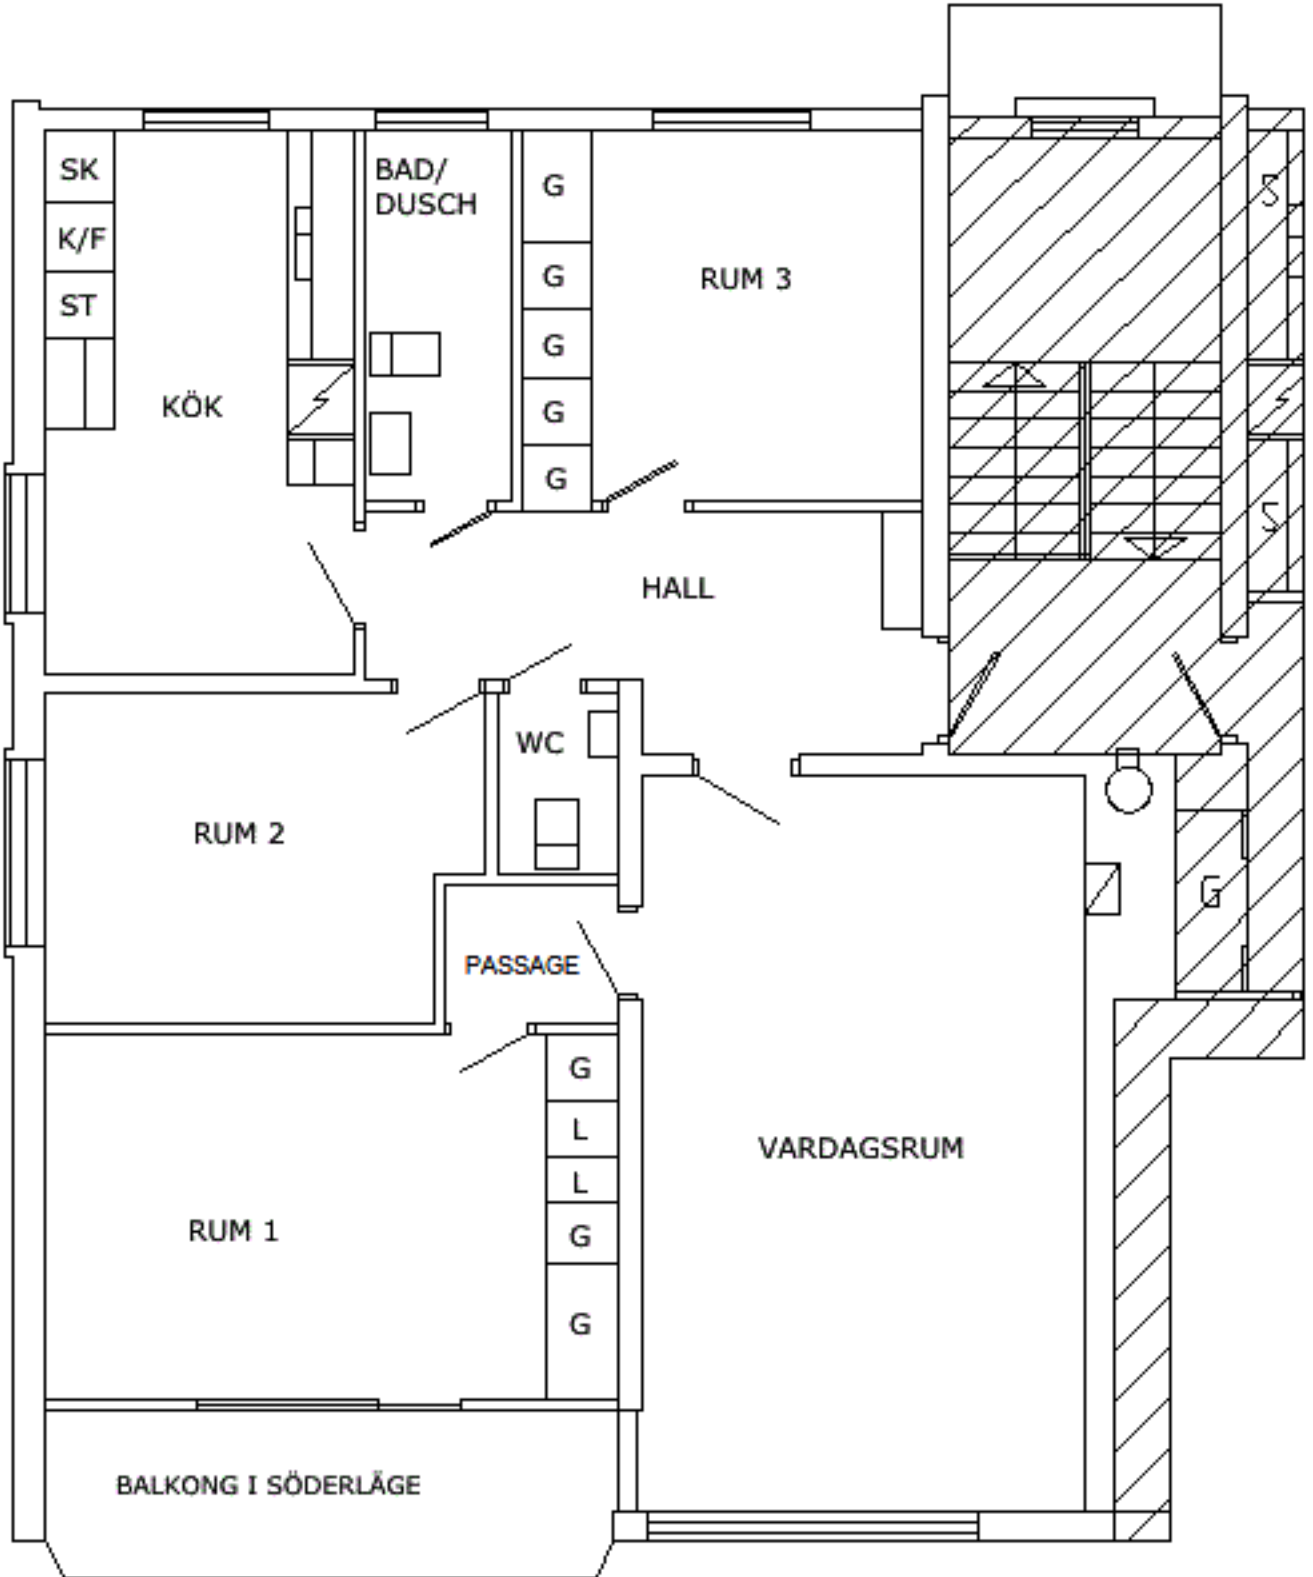 SK
K/F
ST
KÖK
BAD/
DUSCH
G
G
G
G
G
RUM 3
S
S
HALL
WC
RUM 2
PASSAGE
G
RUM 1
G
L
L
G
G
VARDAGSRUM
BALKONG I SÖDERLÄGE